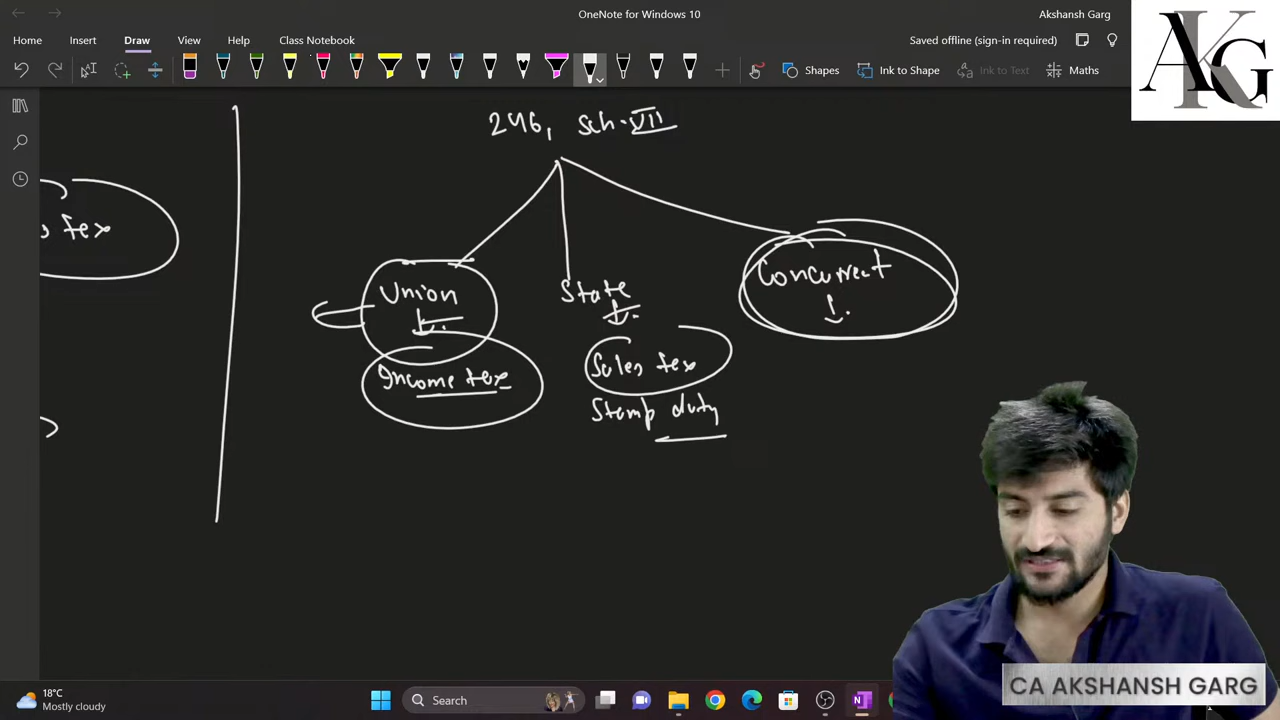 OneNote for Windows 10
Akshansh Garg
Home Insert Draw View Help Class Notebook
Saved offline (sign-in required)
Shapes Ink to Shape Ink to Text Maths
AKG
246, Sch-VII
Union State Concurrent
Income tax Sales tax
Stamp duty
tax
CA AKSHANSH GARG
18°C
Mostly cloudy
Search